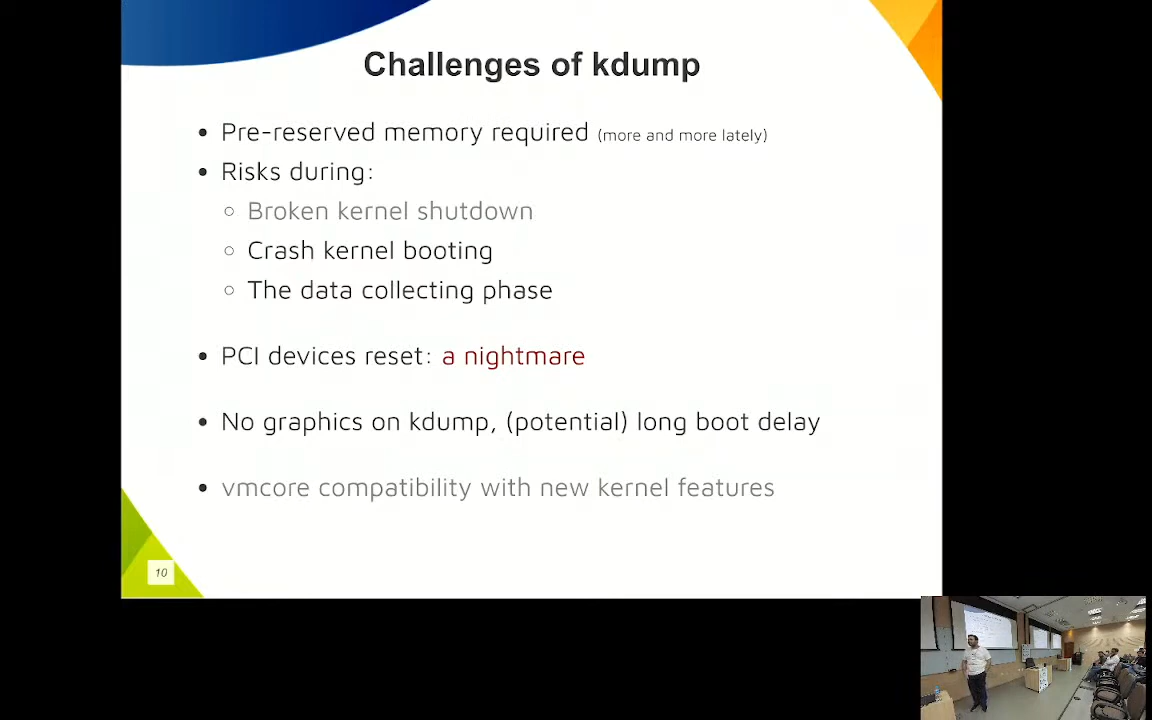 Challenges of kdump
• Pre-reserved memory required (more and more lately)
• Risks during:
○ Broken kernel shutdown
○ Crash kernel booting
○ The data collecting phase
• PCI devices reset: a nightmare
• No graphics on kdump, (potential) long boot delay
• vmcore compatibility with new kernel features
10